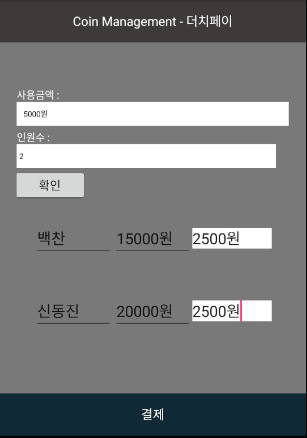 Coin Management - 더치페이
사용금액 :
5000원
인원수 :
2
확인
백찬 15000원 2500원
신동진 20000원 2500원
결제